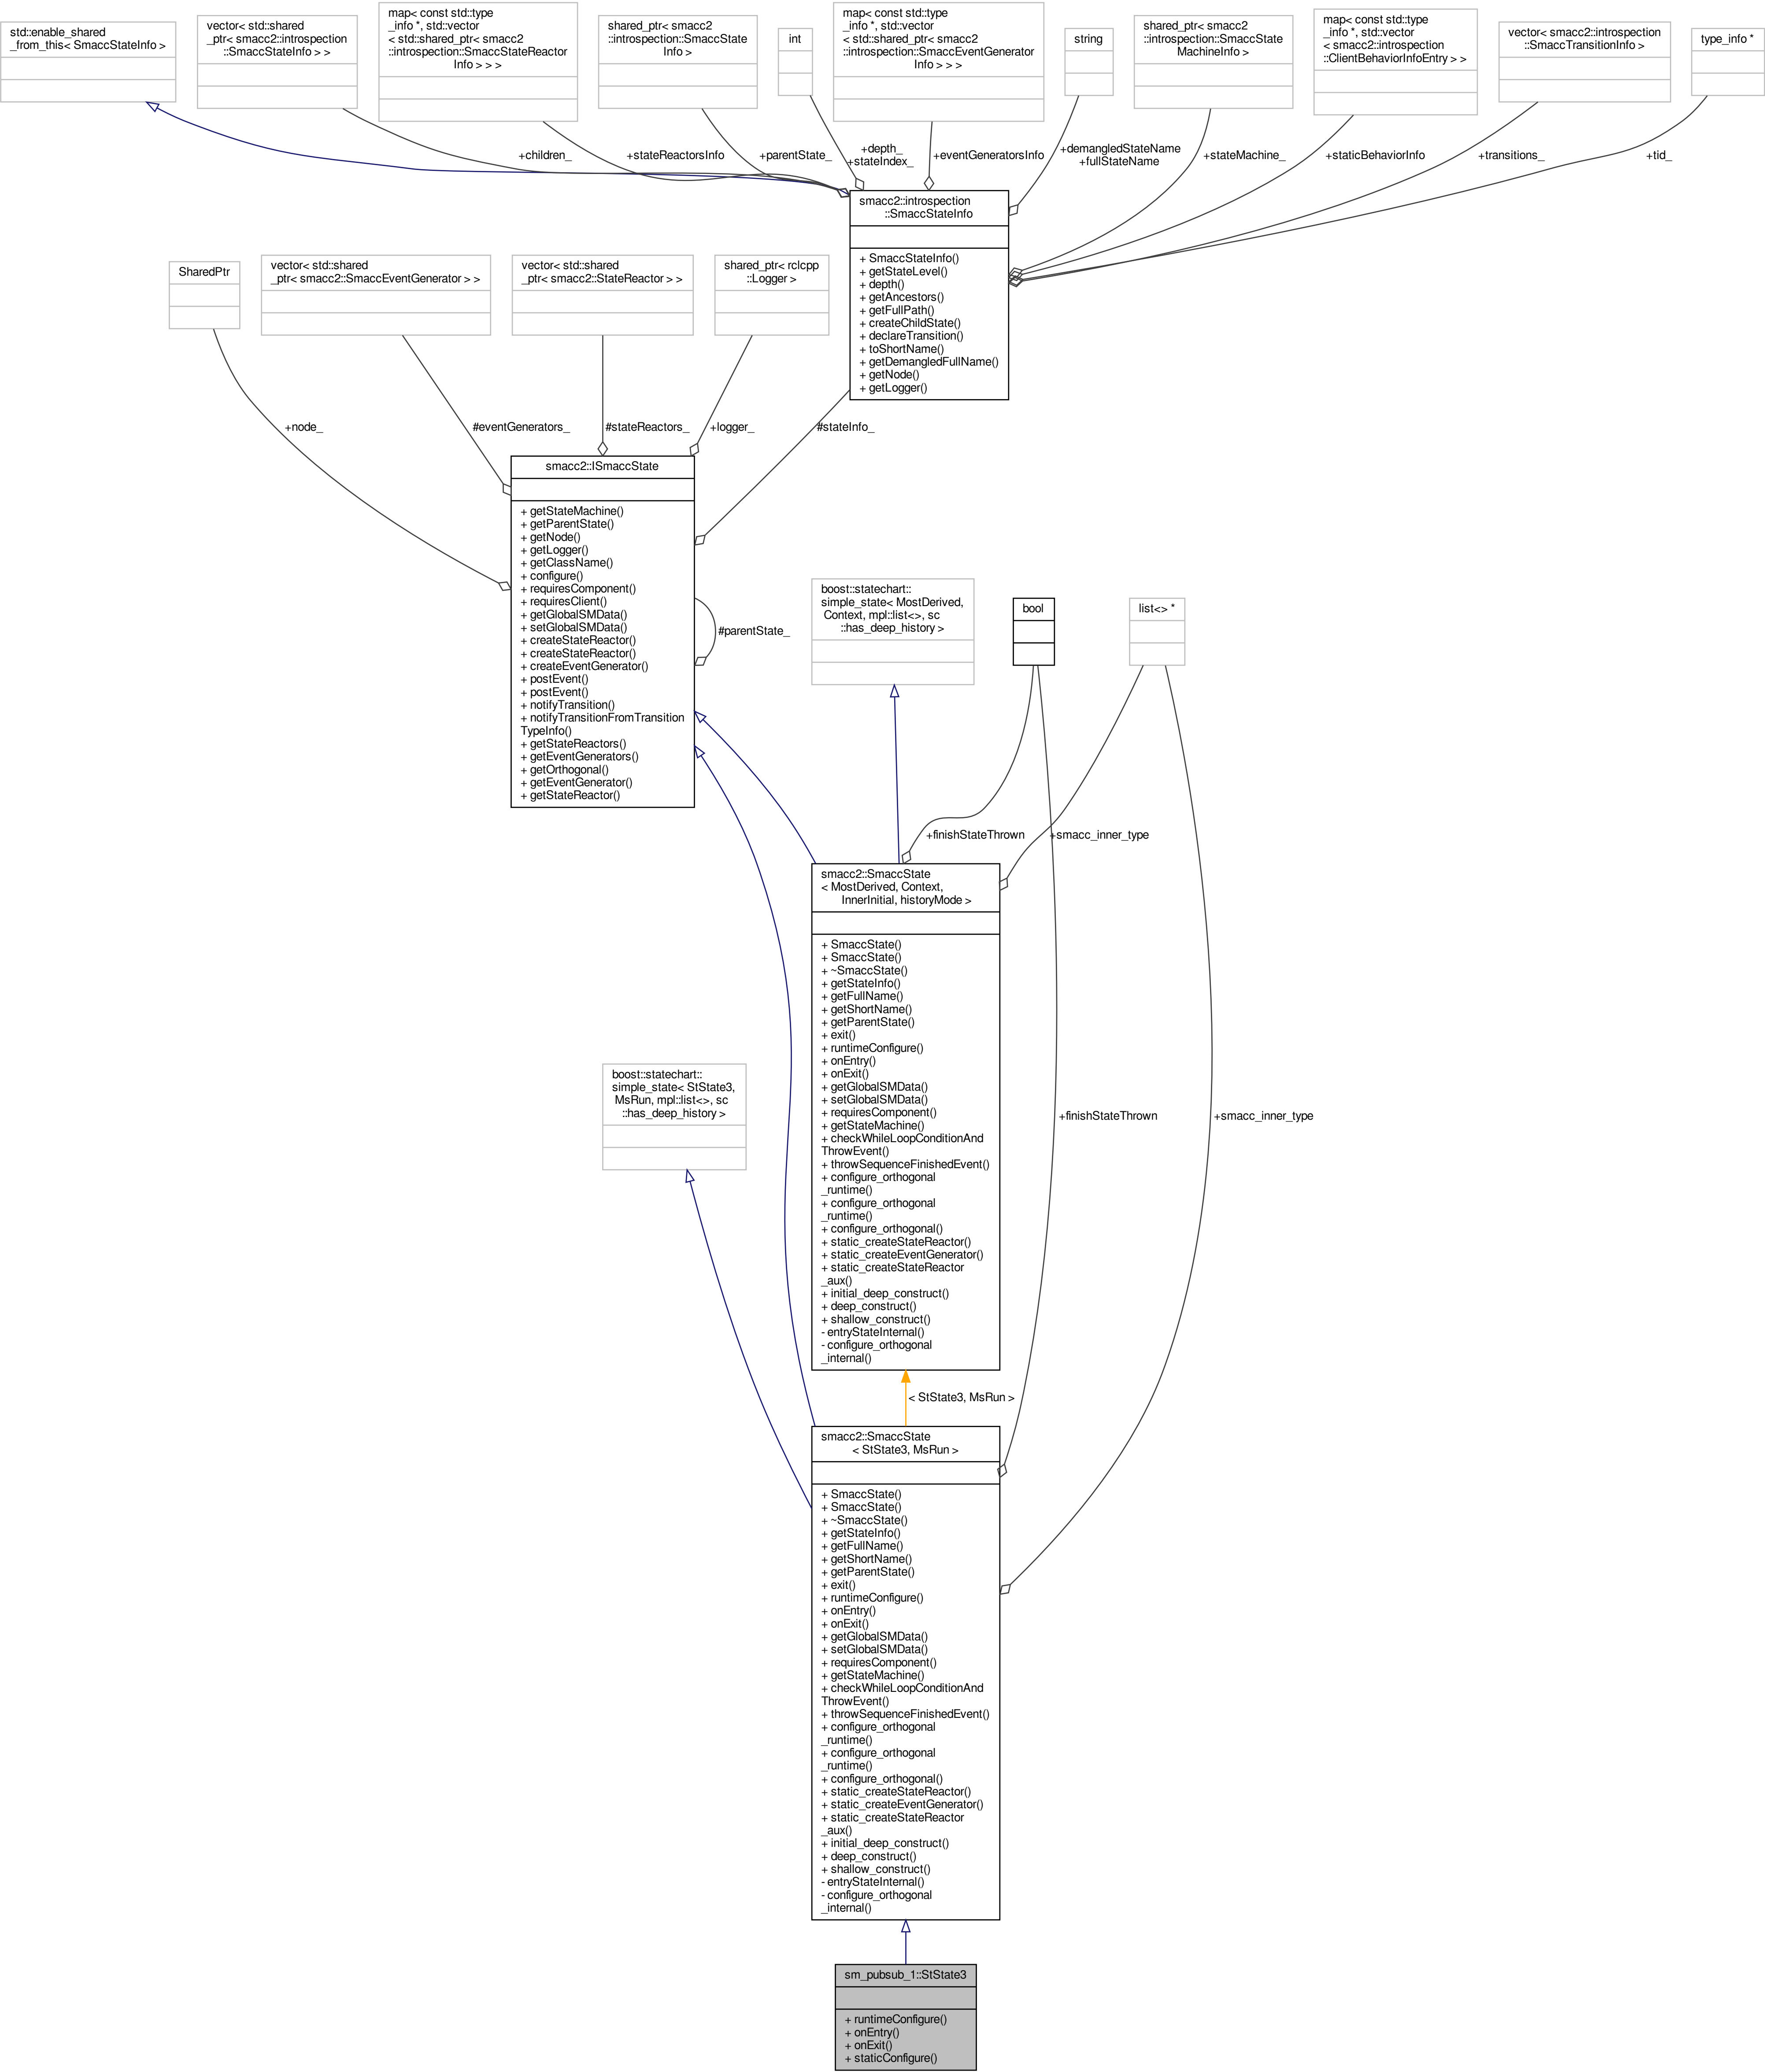 std::enable_shared
_from_this< SmaccStateInfo >
vector< std::shared
_ptr< smacc2::introspection
::SmaccStateInfo > >
map< const std::type
_info *, std::vector
< std::shared_ptr< smacc2
::introspection::SmaccStateReactor
Info > > >
shared_ptr< smacc2
::introspection::SmaccState
Info >
int
map< const std::type
_info *, std::vector
< std::shared_ptr< smacc2
::introspection::SmaccEventGenerator
Info > > >
string
shared_ptr< smacc2
::introspection::SmaccState
MachineInfo >
map< const std::type
_info *, std::vector
< smacc2::introspection
::ClientBehaviorInfoEntry > >
vector< smacc2::introspection
::SmaccTransitionInfo >
type_info *
+children_
+stateReactorsInfo
+parentState_
+depth_
+stateIndex_
+eventGeneratorsInfo
+demangledStateName
+fullStateName
+stateMachine_
+staticBehaviorInfo
+transitions_
+tid_
smacc2::introspection
::SmaccStateInfo
+ SmaccStateInfo()
+ getStateLevel()
+ depth()
+ getAncestors()
+ getFullPath()
+ createChildState()
+ declareTransition()
+ toShortName()
+ getDemangledFullName()
+ getNode()
+ getLogger()
SharedPtr
vector< std::shared
_ptr< smacc2::SmaccEventGenerator > >
vector< std::shared
_ptr< smacc2::StateReactor > >
shared_ptr< rclcpp
::Logger >
+node_
#eventGenerators_
#stateReactors_
+logger_
#stateInfo_
smacc2::ISmaccState
+ getStateMachine()
+ getParentState()
+ getNode()
+ getLogger()
+ getClassName()
+ configure()
+ requiresComponent()
+ requiresClient()
+ getGlobalSMData()
+ setGlobalSMData()
+ createStateReactor()
+ createStateReactor()
+ createEventGenerator()
+ postEvent()
+ postEvent()
+ notifyTransition()
+ notifyTransitionFromTransition
TypeInfo()
+ getStateReactors()
+ getEventGenerators()
+ getOrthogonal()
+ getEventGenerator()
+ getStateReactor()
#parentState_
boost::statechart::
simple_state< MostDerived,
Context, mpl::list<>, sc
::has_deep_history >
bool
list<> *
+finishStateThrown
+smacc_inner_type
smacc2::SmaccState
< MostDerived, Context,
InnerInitial, historyMode >
+ SmaccState()
+ SmaccState()
+ ~SmaccState()
+ getStateInfo()
+ getFullName()
+ getShortName()
+ getParentState()
+ exit()
+ runtimeConfigure()
+ onEntry()
+ onExit()
+ getGlobalSMData()
+ setGlobalSMData()
+ requiresComponent()
+ getStateMachine()
+ checkWhileLoopConditionAnd
ThrowEvent()
+ throwSequenceFinishedEvent()
+ configure_orthogonal
_runtime()
+ configure_orthogonal
_runtime()
+ configure_orthogonal()
+ static_createStateReactor()
+ static_createEventGenerator()
+ static_createStateReactor
_aux()
+ initial_deep_construct()
+ deep_construct()
+ shallow_construct()
- entryStateInternal()
- configure_orthogonal
_internal()
boost::statechart::
simple_state< StState3,
MsRun, mpl::list<>, sc
::has_deep_history >
+finishStateThrown
+smacc_inner_type
< StState3, MsRun >
smacc2::SmaccState
< StState3, MsRun >
+ SmaccState()
+ SmaccState()
+ ~SmaccState()
+ getStateInfo()
+ getFullName()
+ getShortName()
+ getParentState()
+ exit()
+ runtimeConfigure()
+ onEntry()
+ onExit()
+ getGlobalSMData()
+ setGlobalSMData()
+ requiresComponent()
+ getStateMachine()
+ checkWhileLoopConditionAnd
ThrowEvent()
+ throwSequenceFinishedEvent()
+ configure_orthogonal
_runtime()
+ configure_orthogonal
_runtime()
+ configure_orthogonal()
+ static_createStateReactor()
+ static_createEventGenerator()
+ static_createStateReactor
_aux()
+ initial_deep_construct()
+ deep_construct()
+ shallow_construct()
- entryStateInternal()
- configure_orthogonal
_internal()
sm_pubsub_1::StState3
+ runtimeConfigure()
+ onEntry()
+ onExit()
+ staticConfigure()